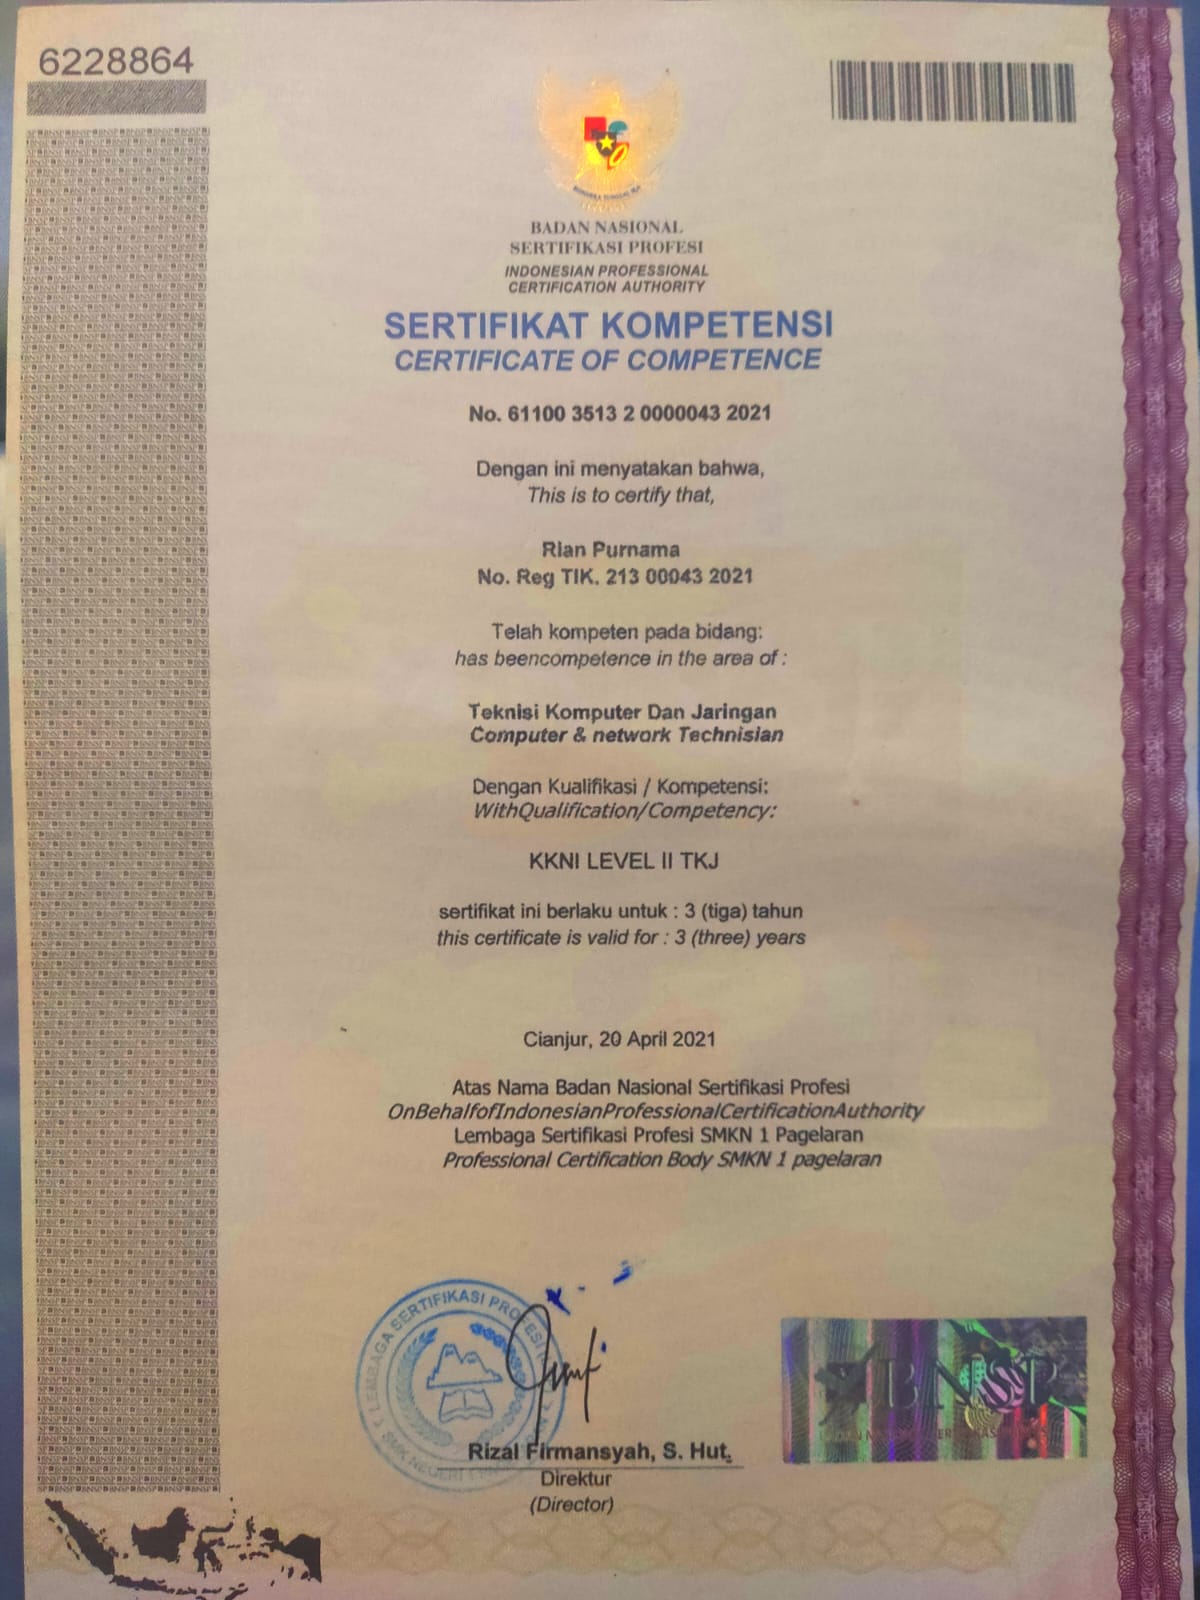 6228864
BADAN NASIONAL
SERTIFIKASI PROFESI
INDONESIAN PROFESSIONAL
CERTIFICATION AUTHORITY
SERTIFIKAT KOMPETENSI
CERTIFICATE OF COMPETENCE
No. 61100 3513 2 0000043 2021
Dengan ini menyatakan bahwa,
This is to certify that,
Rian Purnama
No. Reg TIK. 213 00043 2021
Telah kompeten pada bidang:
has beencompetence in the area of :
Teknisi Komputer Dan Jaringan
Computer & network Technisian
Dengan Kualifikasi / Kompetensi:
WithQualification/Competency:
KKNI LEVEL II TKJ
sertifikat ini berlaku untuk : 3 (tiga) tahun
this certificate is valid for : 3 (three) years
Cianjur, 20 April 2021
Atas Nama Badan Nasional Sertifikasi Profesi
OnBehalfofIndonesianProfessionalCertificationAuthority
Lembaga Sertifikasi Profesi SMKN 1 Pagelaran
Professional Certification Body SMKN 1 pagelaran
LEMBAGA SERTIFIKASI PROFESI
SMK NEGERI 1
BNSP
Rizal Firmansyah, S. Hut.
Direktur
(Director)